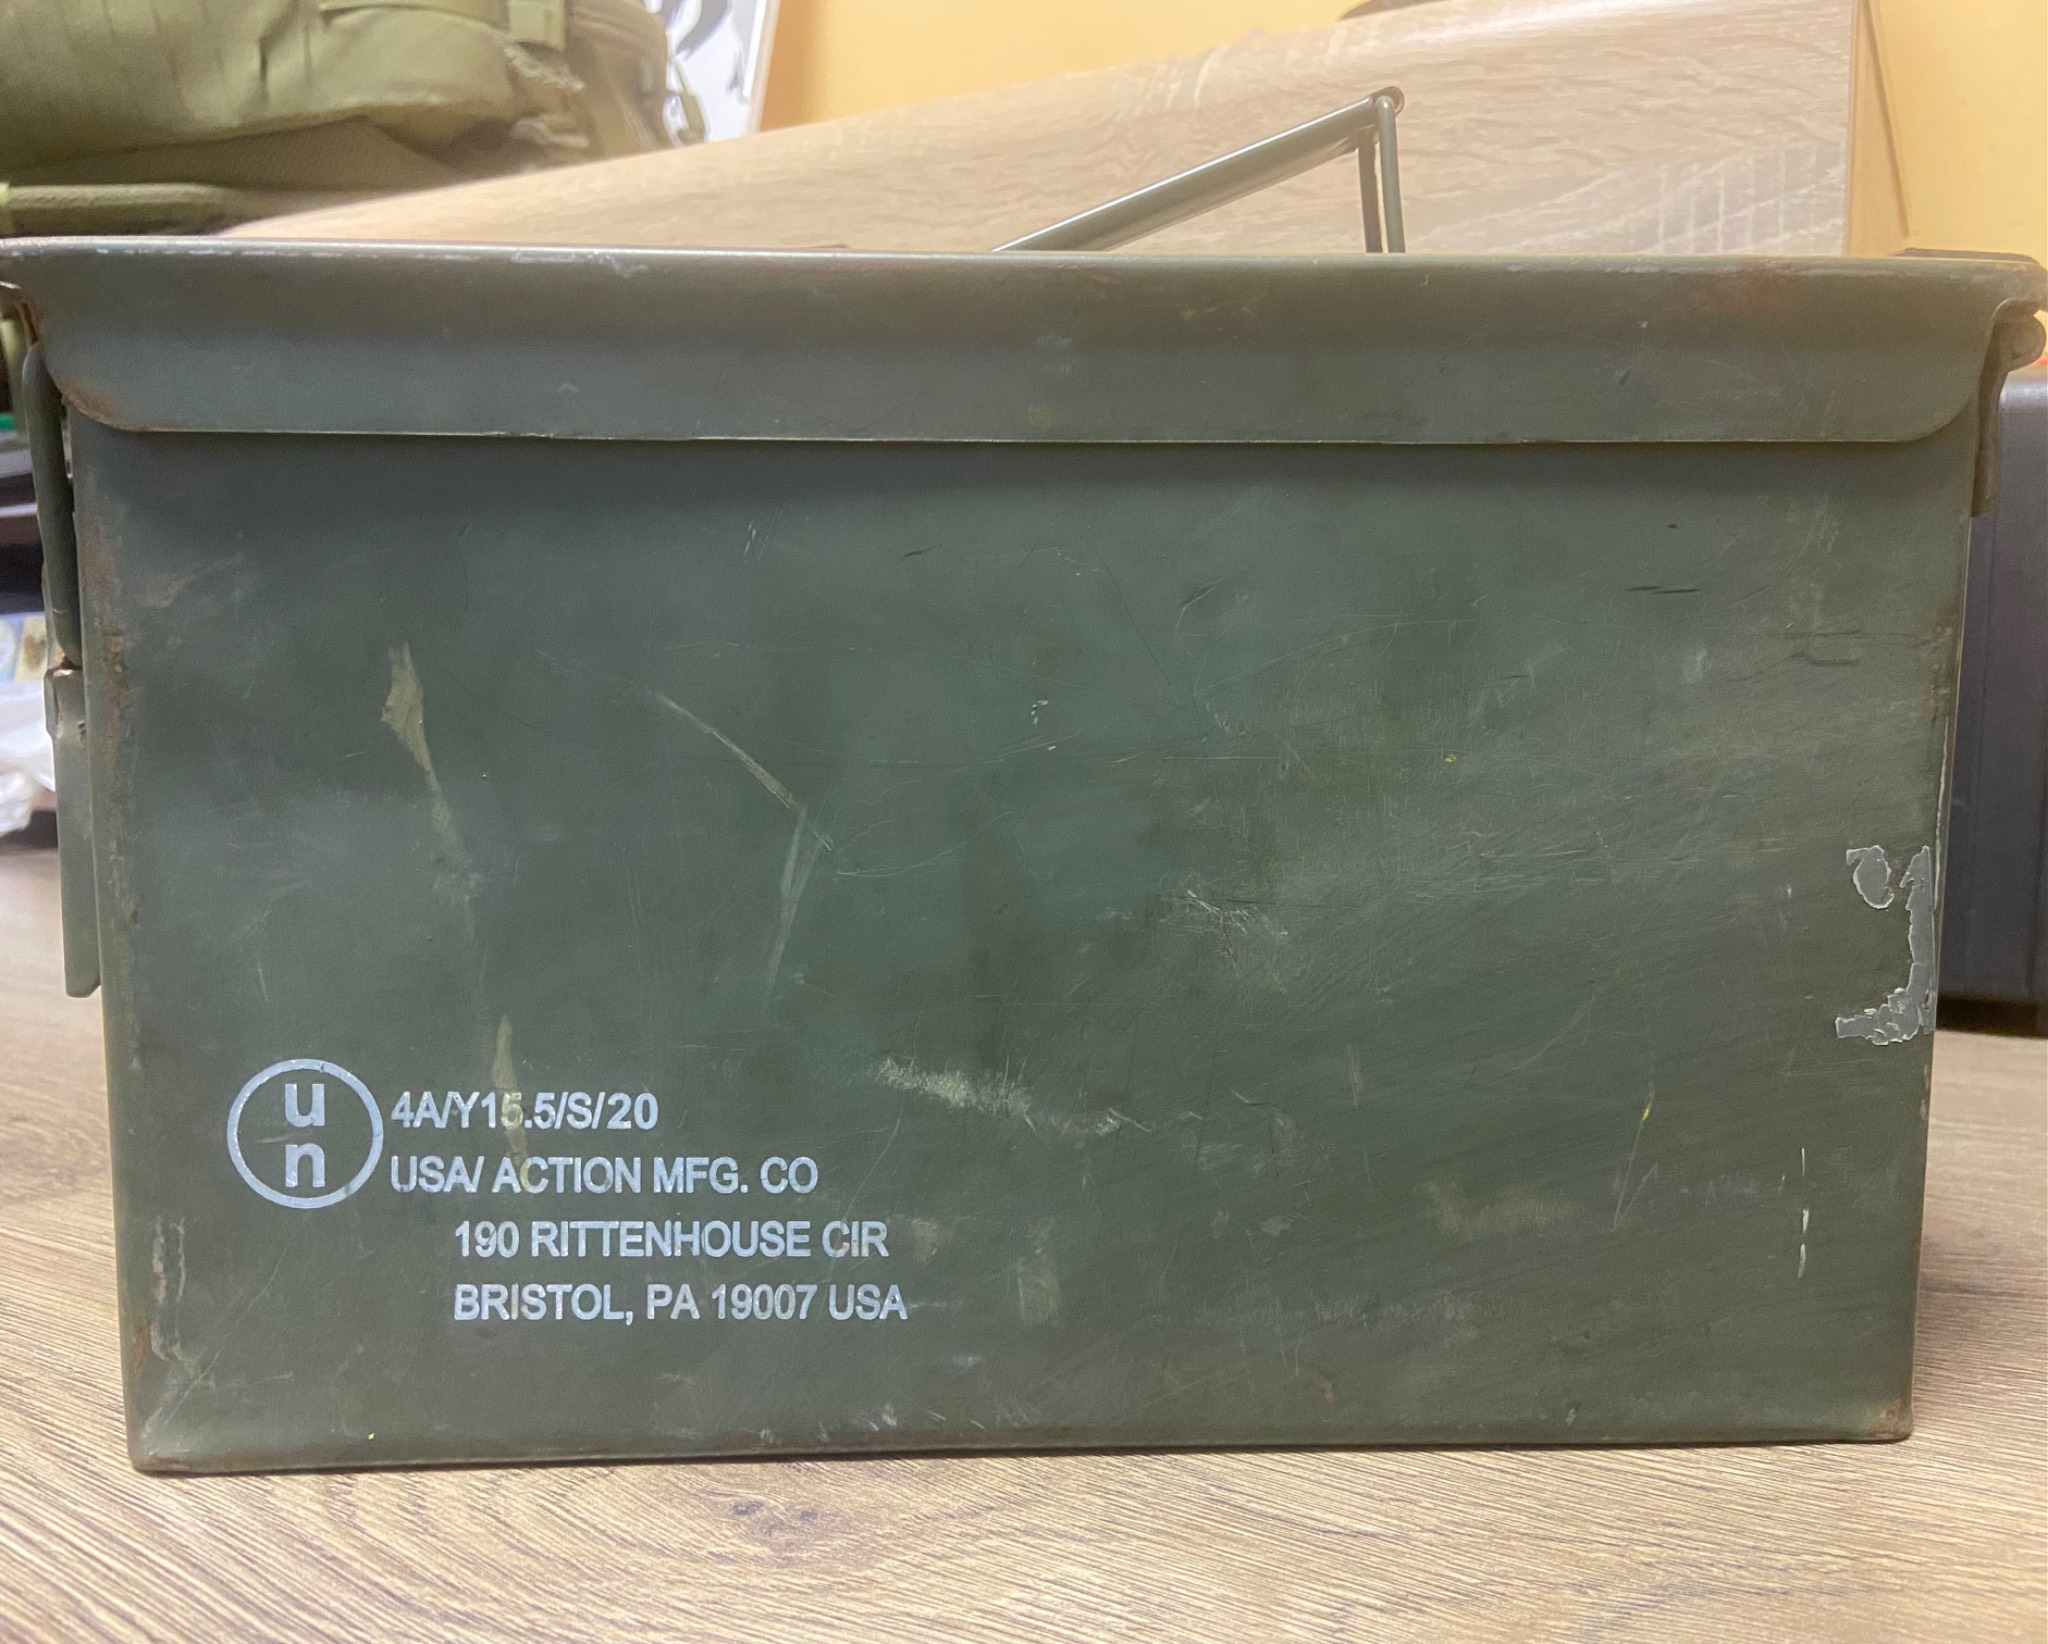 u
n
4A/Y15.5/S/20
USA/ ACTION MFG. CO
190 RITTENHOUSE CIR
BRISTOL, PA 19007 USA